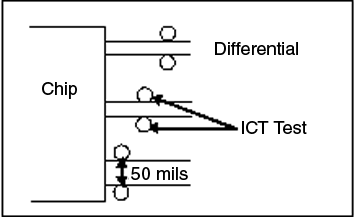 Differential
Chip
ICT Test
50 mils